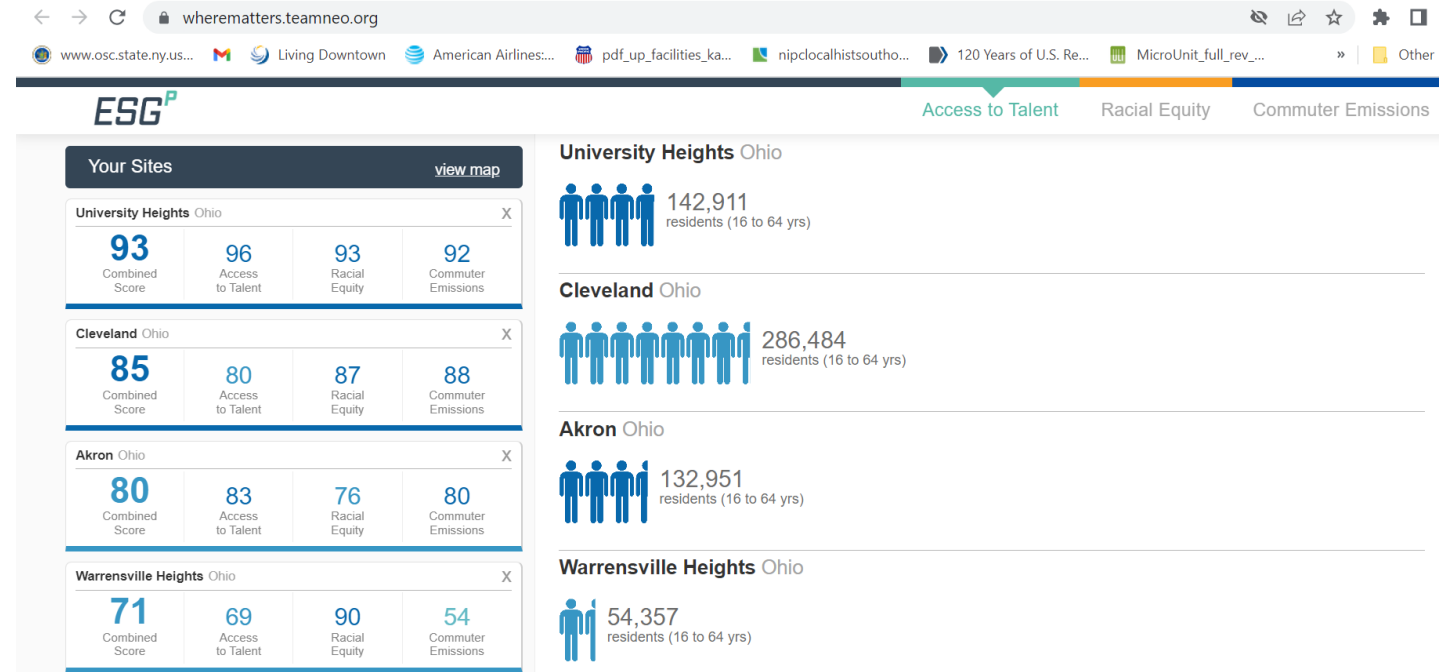 wherematters.teamneo.org
www.osc.state.ny.us...
Living Downtown
American Airlines:...
pdf_up_facilities_ka...
nipclocalhistsoutho...
120 Years of U.S. Re...
MicroUnit_full_rev_...
»
Other
ESGP
Access to Talent
Racial Equity
Commuter Emissions
Your Sites
view map
University Heights Ohio
X
93
Combined
Score
96
Access
to Talent
93
Racial
Equity
92
Commuter
Emissions
Cleveland Ohio
X
85
Combined
Score
80
Access
to Talent
87
Racial
Equity
88
Commuter
Emissions
Akron Ohio
X
80
Combined
Score
83
Access
to Talent
76
Racial
Equity
80
Commuter
Emissions
Warrensville Heights Ohio
X
71
Combined
Score
69
Access
to Talent
90
Racial
Equity
54
Commuter
Emissions
University Heights Ohio
142,911
residents (16 to 64 yrs)
Cleveland Ohio
286,484
residents (16 to 64 yrs)
Akron Ohio
132,951
residents (16 to 64 yrs)
Warrensville Heights Ohio
54,357
residents (16 to 64 yrs)